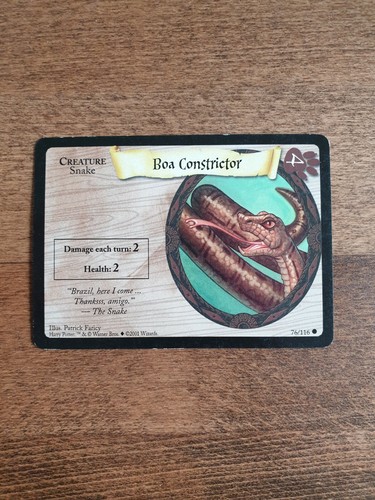 Boa Constrictor
4
CREATURE
Snake
Damage each turn: 2
Health: 2
"Brazil, here I come ...
Thanksss, amigo."
— The Snake
Illus. Patrick Faricy
Harry Potter, ™ & © Warner Bros. ♦ ©2001 Wizards.
76/116 ●